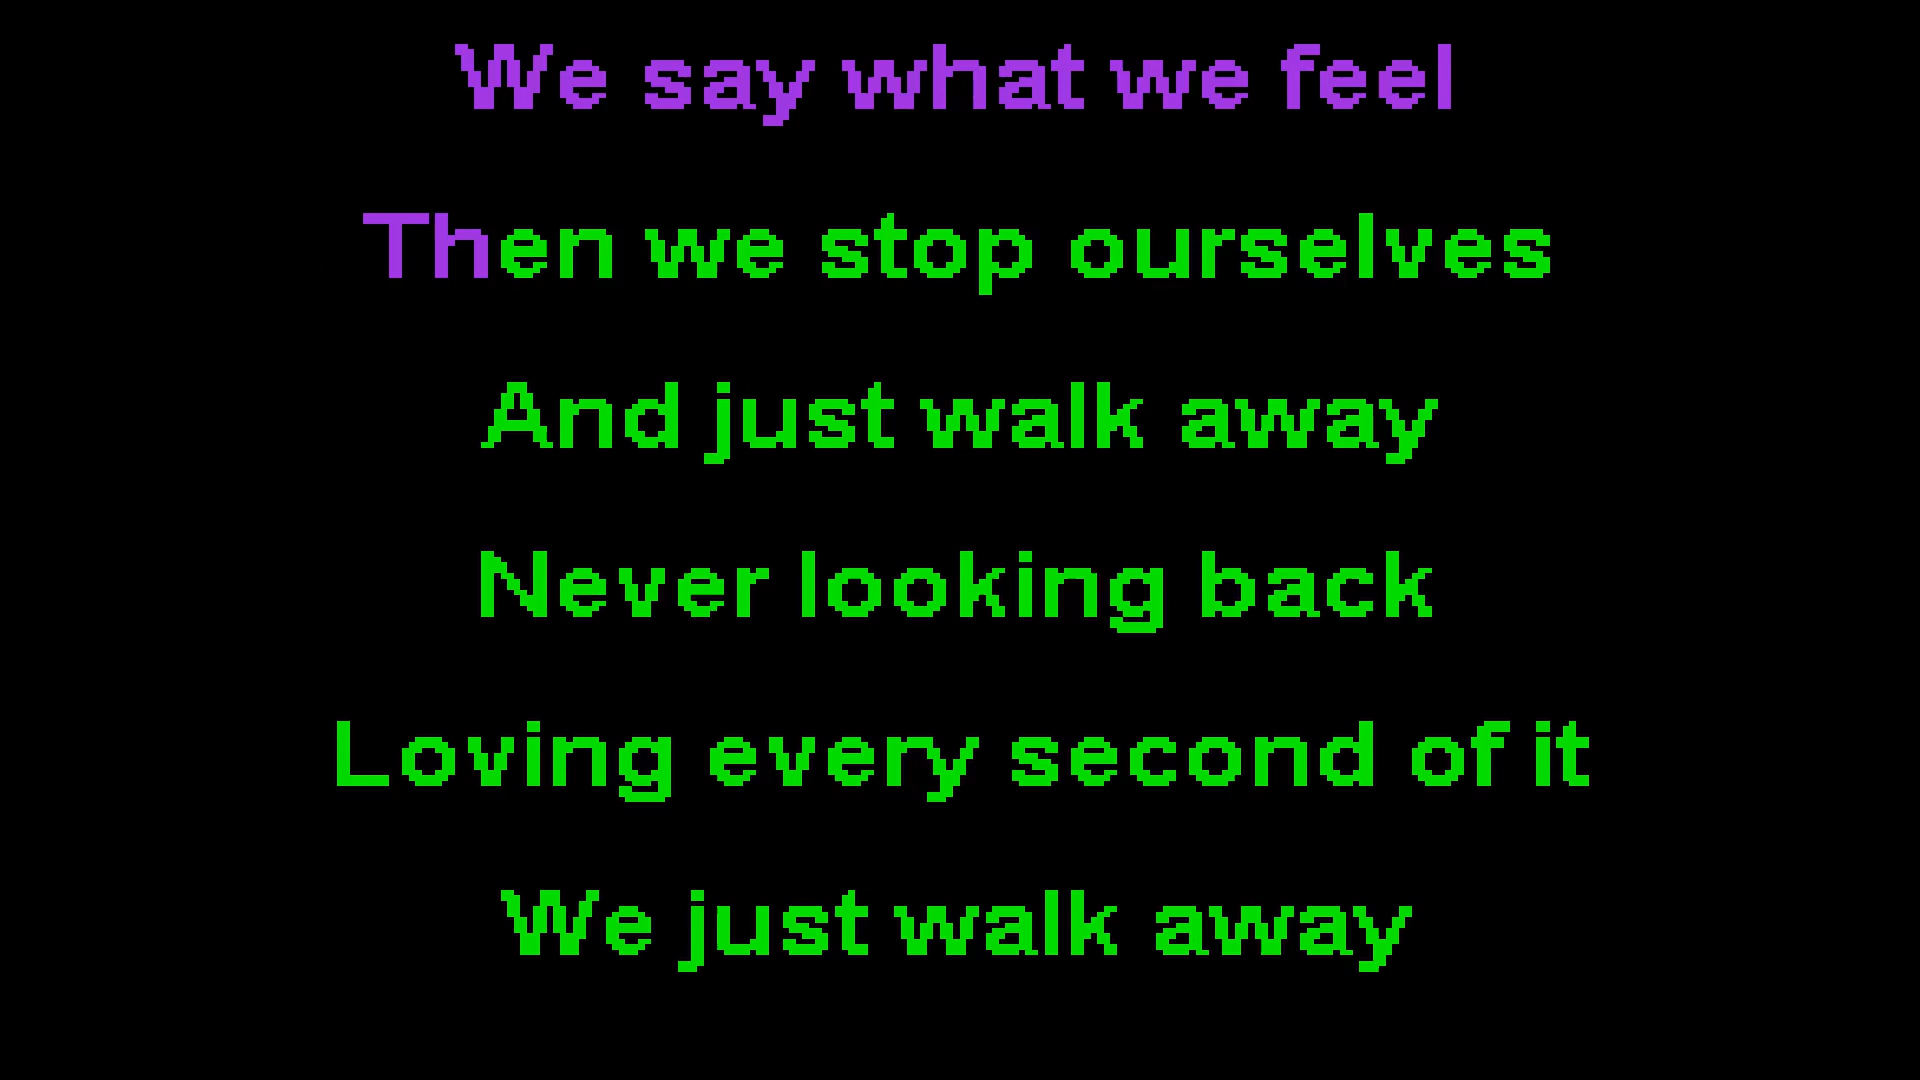 We say what we feel
Then we stop ourselves
And just walk away
Never looking back
Loving every second of it
We just walk away